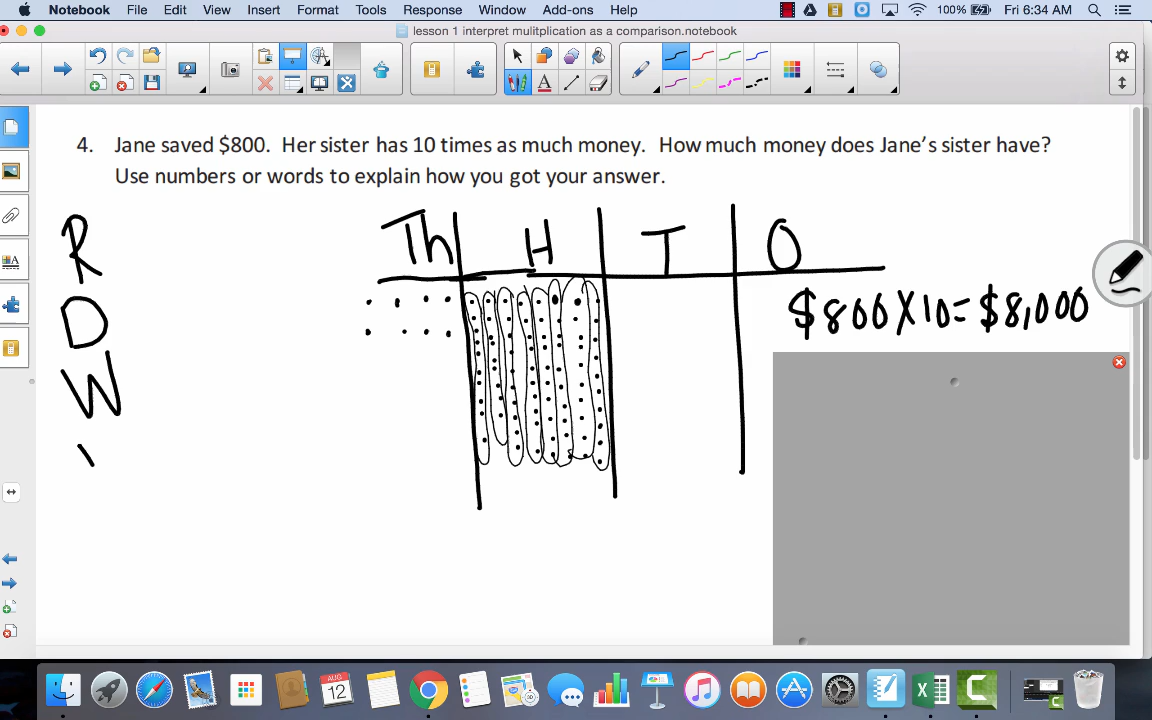 Notebook File Edit View Insert Format Tools Response Window Add-ons Help 100% Fri 6:34 AM
lesson 1 interpret mulitplication as a comparison.notebook
4. Jane saved $800. Her sister has 10 times as much money. How much money does Jane's sister have?
Use numbers or words to explain how you got your answer.
R
Th H T O
D
$800X10=$8,000
W
AUG
12